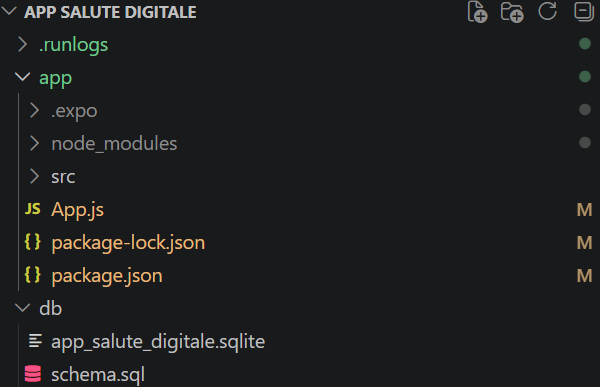 APP SALUTE DIGITALE
.runlogs
app
.expo
node_modules
src
JS App.js M
{} package-lock.json M
{} package.json M
db
app_salute_digitale.sqlite
schema.sql